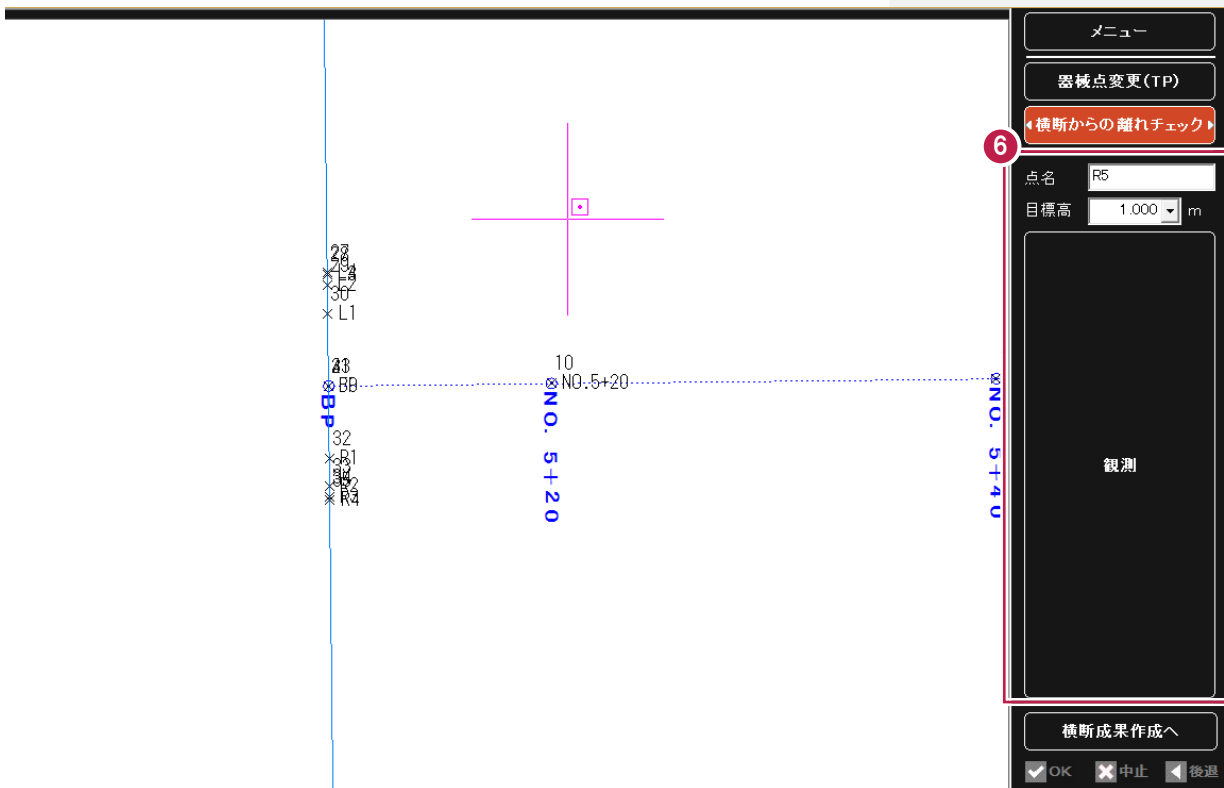 メニュー
器械点変更(TP)
横断からの離れチェック
6
点名 R5
目標高 1.000 m
観測
横断成果作成へ
OK 中止 後退
30
L1
10
NO.5+20
BP
NO. 5+20
NO. 5+40
32
R1
R2
R4